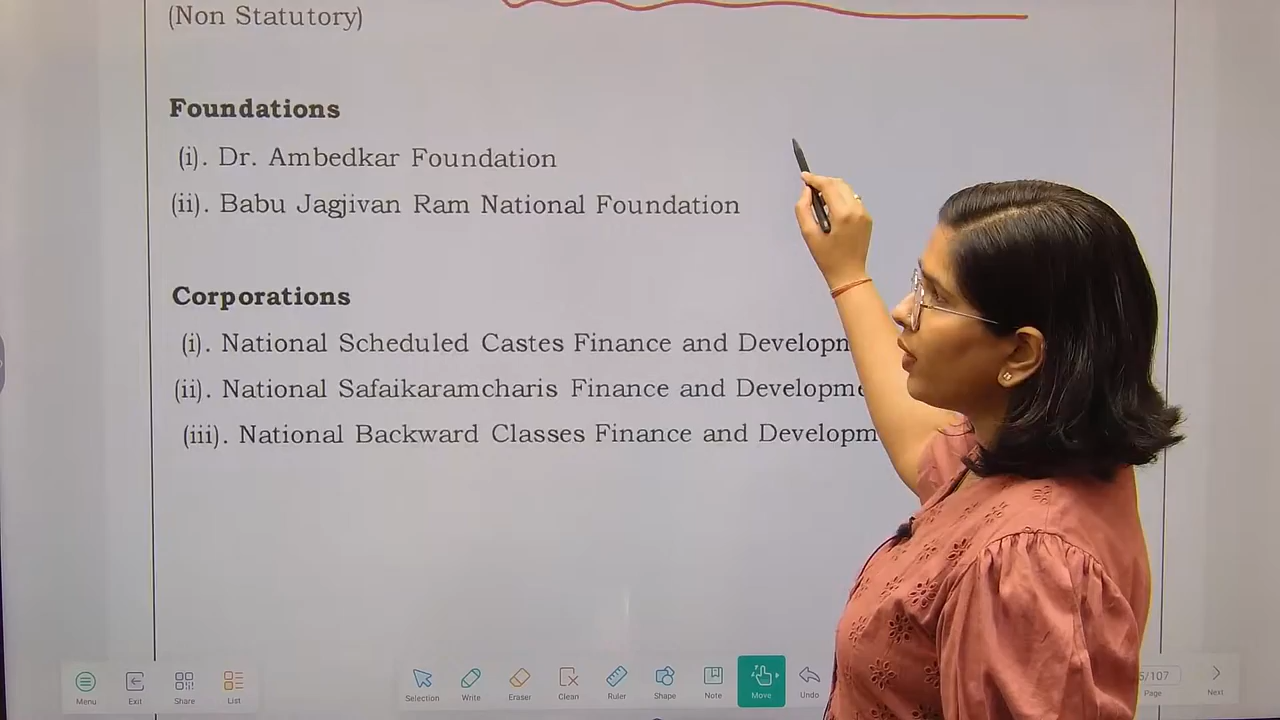 (Non Statutory)
Foundations
(i). Dr. Ambedkar Foundation
(ii). Babu Jagjivan Ram National Foundation
Corporations
(i). National Scheduled Castes Finance and
(ii). National Safaikaramcharis Finance and
(iii). National Backward Classes Finance and
Menu Exit Share List Selection Write Eraser Clean Ruler Shape Note Move Undo Page Next
/107